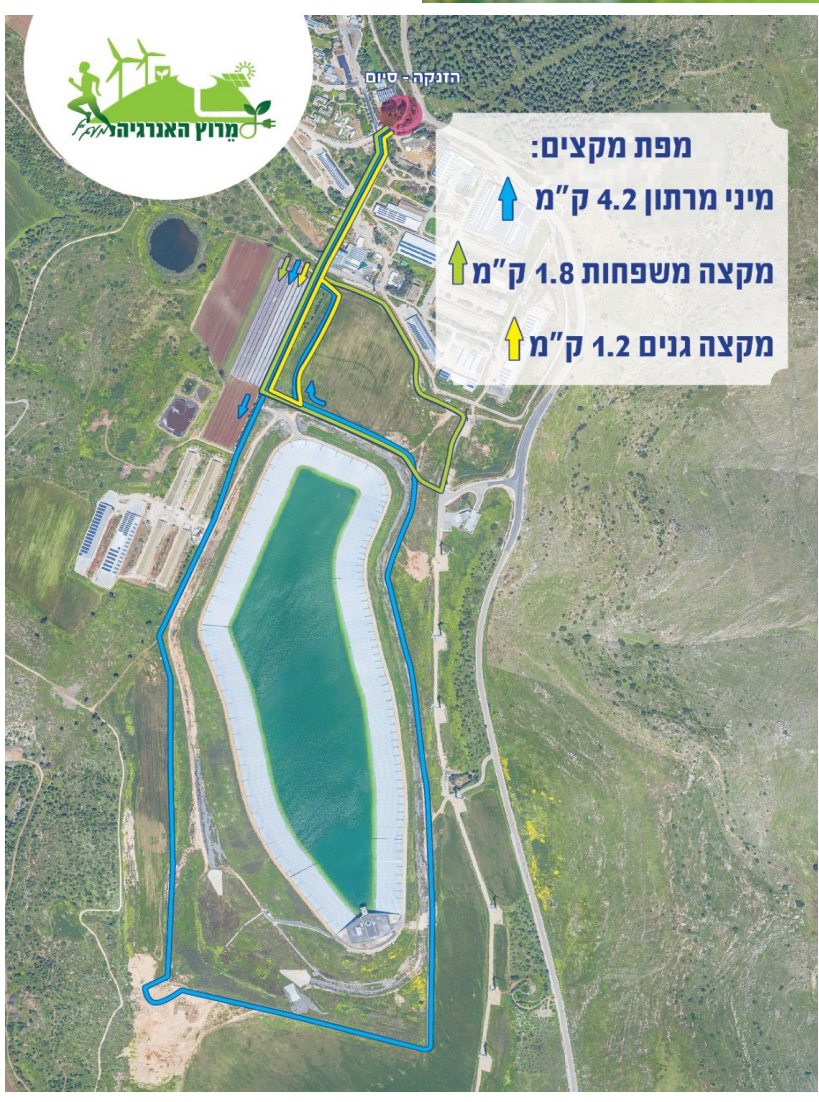 מרוץ האנרגיה
הזנקה - סיום
מפת מקצים:
מיני מרתון 4.2 ק"מ
מקצה משפחות 1.8 ק"מ
מקצה גנים 1.2 ק"מ